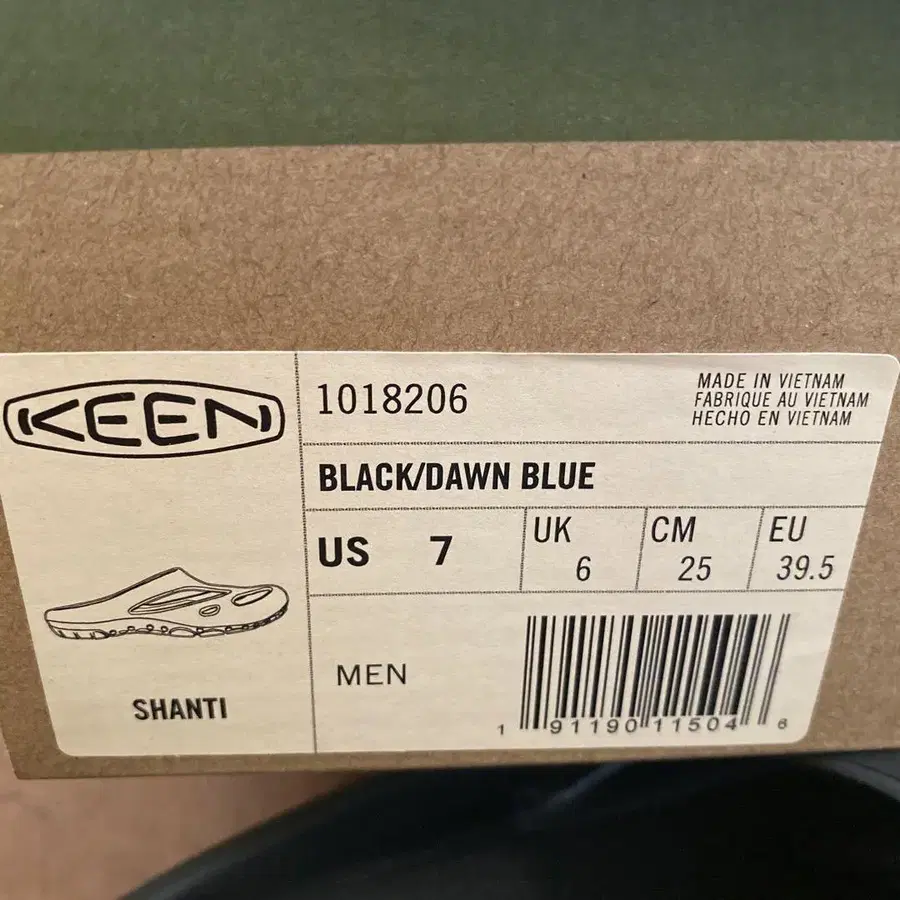 KEEN
SHANTI
1018206
MADE IN VIETNAM
FABRIQUE AU VIETNAM
HECHO EN VIETNAM
BLACK/DAWN BLUE
US 7
UK 6
CM 25
EU 39.5
MEN
1 91190 11504 6